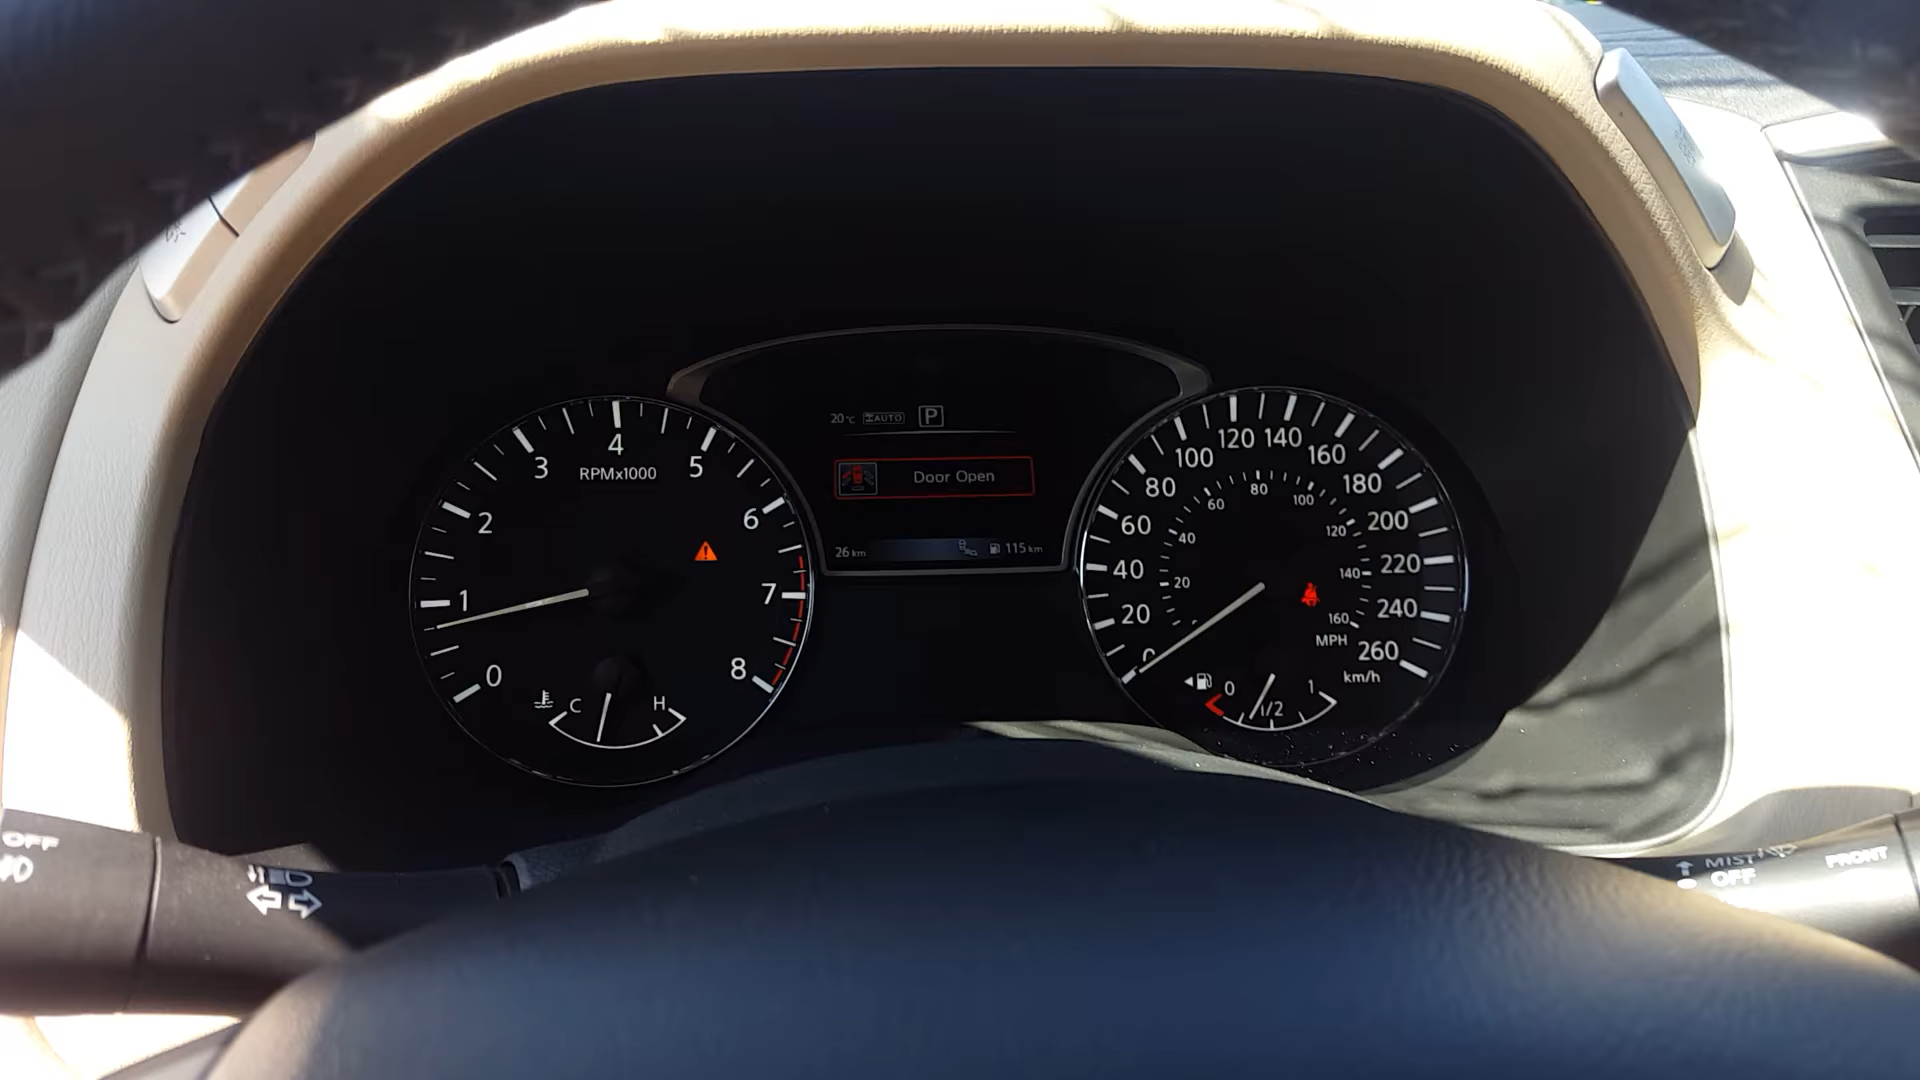 4
3
5
RPMx1000
2
6
1
7
0
8
C
H
20°C AUTO P
Door Open
26 km
115 km
120 140
100
160
80
180
60
200
40
220
20
240
0
260
80
60
100
40
120
20
140
160
MPH
km/h
0
1/2
1
OFF
MIST
OFF
FRONT